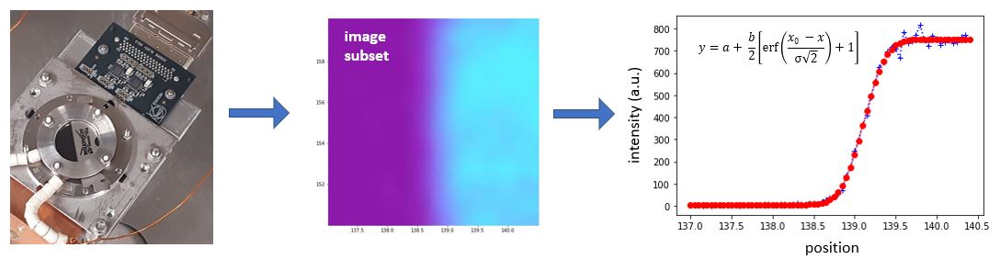 image
subset
158
156
154
152
137.5 138.0 138.5 139.0 139.5 140.0
y = a + b/2 [erf(x₀ − x / σ√2) + 1]
intensity (a.u.)
800
700
600
500
400
300
200
100
0
137.0 137.5 138.0 138.5 139.0 139.5 140.0 140.5
position